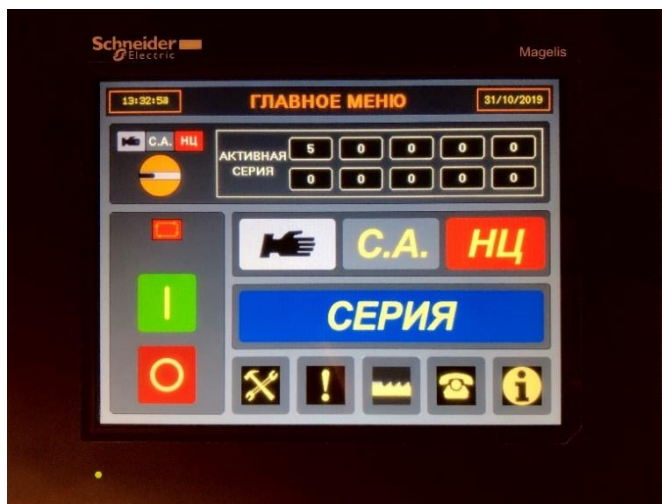 Schneider
Electric
Magelis
13:32:58
ГЛАВНОЕ МЕНЮ
31/10/2019
С.А. НЦ
АКТИВНАЯ СЕРИЯ
5 0 0 0 0
0 0 0 0 0
С.А. НЦ
СЕРИЯ